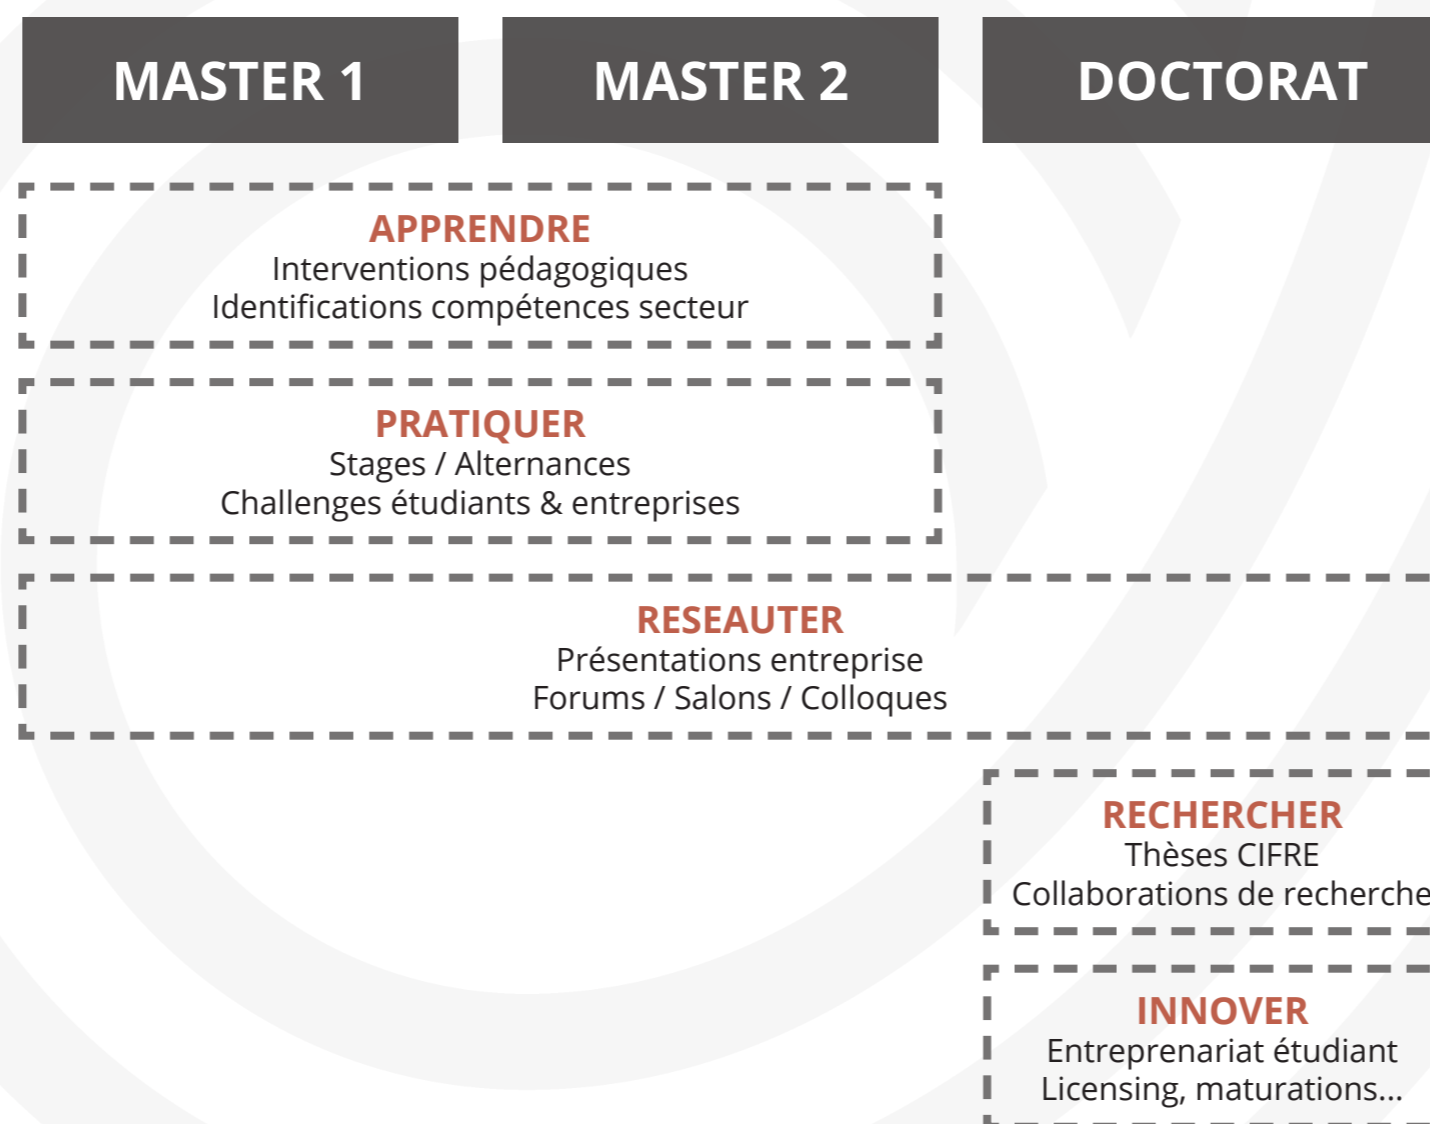 MASTER 1
MASTER 2
DOCTORAT
APPRENDRE
Interventions pédagogiques
Identifications compétences secteur
PRATIQUER
Stages / Alternances
Challenges étudiants & entreprises
RESEAUTER
Présentations entreprise
Forums / Salons / Colloques
RECHERCHER
Thèses CIFRE
Collaborations de recherche
INNOVER
Entreprenariat étudiant
Licensing, maturations...